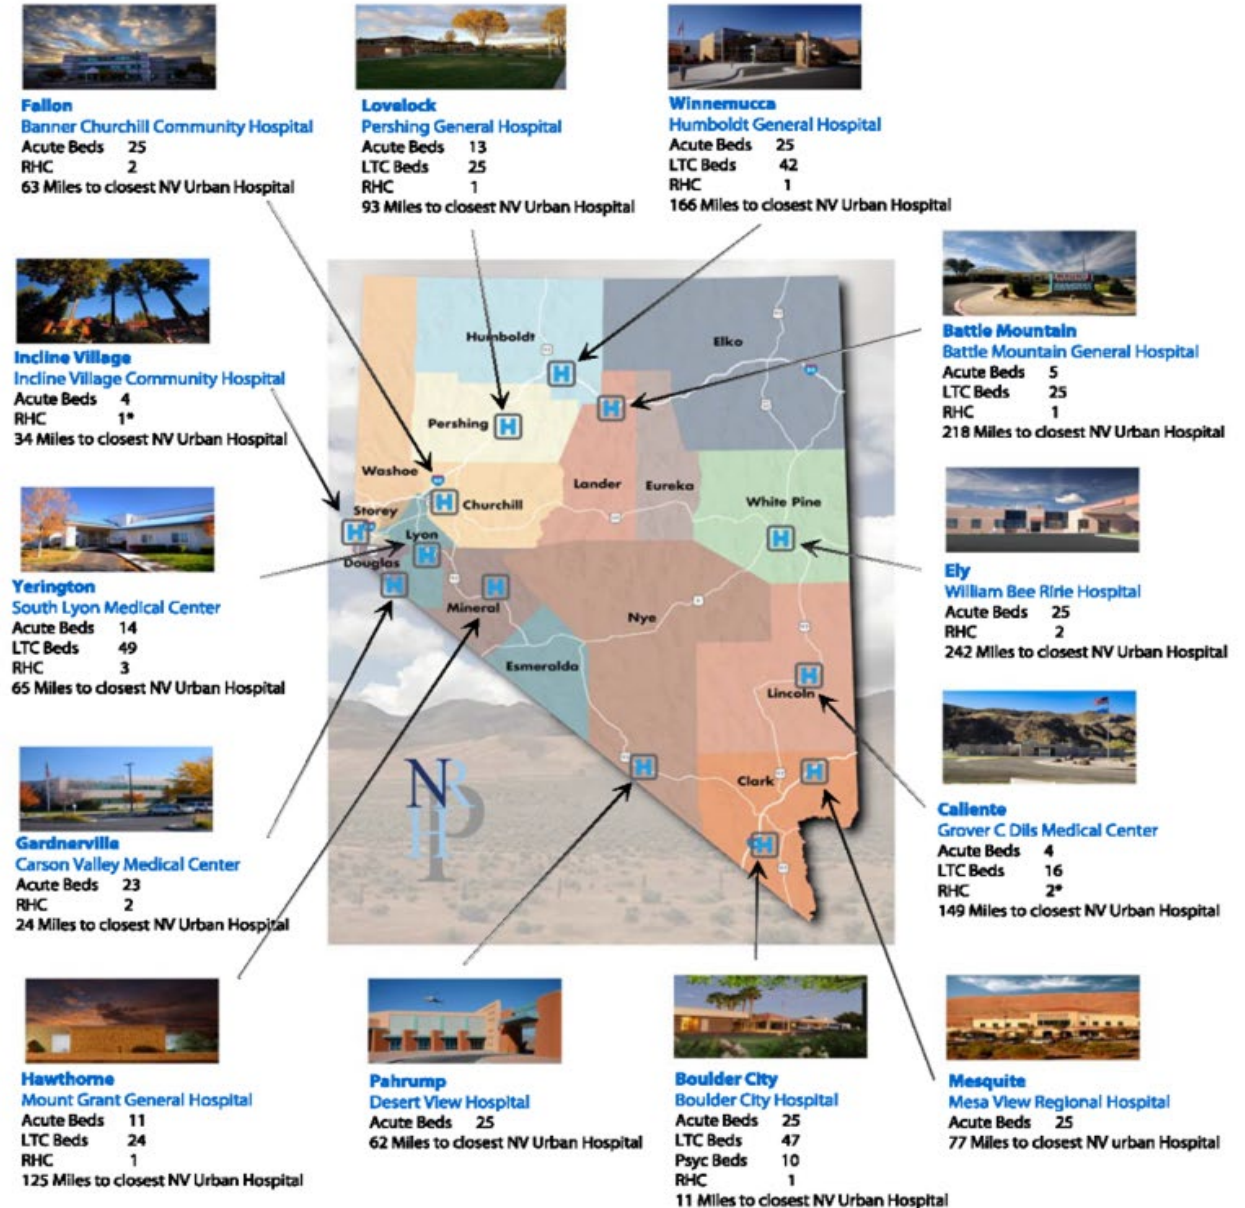 Fallon
Banner Churchill Community Hospital
Acute Beds 25
RHC 2
63 Miles to closest NV Urban Hospital
Lovelock
Pershing General Hospital
Acute Beds 13
LTC Beds 25
RHC 1
93 Miles to closest NV Urban Hospital
Winnemucca
Humboldt General Hospital
Acute Beds 25
LTC Beds 42
RHC 1
166 Miles to closest NV Urban Hospital
Incline Village
Incline Village Community Hospital
Acute Beds 4
RHC 1*
34 Miles to closest NV Urban Hospital
Battle Mountain
Battle Mountain General Hospital
Acute Beds 5
LTC Beds 25
RHC 1
218 Miles to closest NV Urban Hospital
Yerington
South Lyon Medical Center
Acute Beds 14
LTC Beds 49
RHC 3
65 Miles to closest NV Urban Hospital
Ely
William Bee Ririe Hospital
Acute Beds 25
RHC 2
242 Miles to closest NV Urban Hospital
Gardnerville
Carson Valley Medical Center
Acute Beds 23
RHC 2
24 Miles to closest NV Urban Hospital
Caliente
Grover C Dils Medical Center
Acute Beds 4
LTC Beds 16
RHC 2*
149 Miles to closest NV Urban Hospital
Humboldt
Elko
H
H
Pershing
H
Washoe
Lander
Eureka
White Pine
H
Churchill
Storey
H
H
Lyon
H
Douglas
H
H
Mineral
Nye
Esmeralda
H
Lincoln
H
Clark
H
H
NRHP
Hawthorne
Mount Grant General Hospital
Acute Beds 11
LTC Beds 24
RHC 1
125 Miles to closest NV Urban Hospital
Pahrump
Desert View Hospital
Acute Beds 25
62 Miles to closest NV Urban Hospital
Boulder City
Boulder City Hospital
Acute Beds 25
LTC Beds 47
Psyc Beds 10
RHC 1
11 Miles to closest NV Urban Hospital
Mesquite
Mesa View Regional Hospital
Acute Beds 25
77 Miles to closest NV urban Hospital